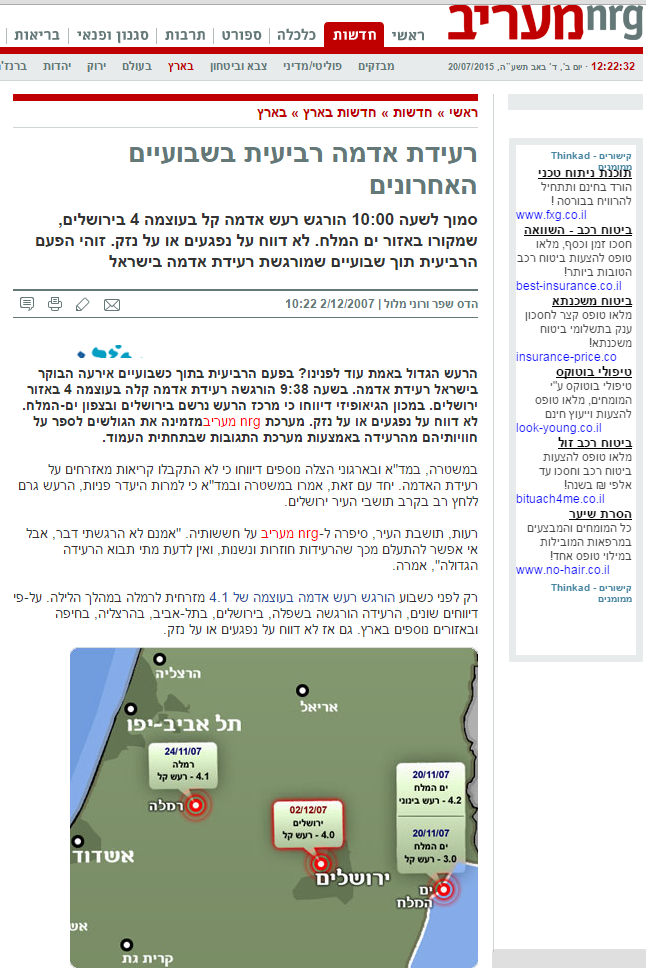 nrg מעריב
ראשי
חדשות
כלכלה
ספורט
תרבות
סגנון ופנאי
בריאות
12:22:32 · יום ב', ד' באב תשע"ה, 20/07/2015
מבזקים
פוליטי/מדיני
צבא וביטחון
בארץ
בעולם
ירוק
יהדות
ברנז'ה
ראשי » חדשות » חדשות בארץ » בארץ
רעידת אדמה רביעית בשבועיים
האחרונים
סמוך לשעה 10:00 הורגש רעש אדמה קל בעוצמה 4 בירושלים,
שמקורו באזור ים המלח. לא דווח על נפגעים או על נזק. זוהי הפעם
הרביעית תוך שבועיים שמורגשת רעידת אדמה בישראל
הדס שפר ורוני מלול | 2/12/2007 10:22
הרעש הגדול באמת עוד לפנינו? בפעם הרביעית בתוך כשבועיים אירעה הבוקר
בישראל רעידת אדמה. בשעה 9:38 הורגשה רעידת אדמה קלה בעוצמה 4 באזור
ירושלים. במכון הגיאופיזי דיווחו כי מרכז הרעש נרשם בירושלים ובצפון ים-המלח.
לא דווח על נפגעים או על נזק. מערכת nrg מעריבמזמינה את הגולשים לספר על
חוויותיהם מהרעידה באמצעות מערכת התגובות שבתחתית העמוד.
במשטרה, במד"א ובארגוני הצלה נוספים דיווחו כי לא התקבלו קריאות מאזרחים על
רעידת האדמה. יחד עם זאת, אמרו במשטרה ובמד"א כי למרות היעדר פניות, הרעש גרם
ללחץ רב בקרב תושבי העיר ירושלים.
רעות, תושבת העיר, סיפרה ל-nrg מעריב על חששותיה. "אמנם לא הרגשתי דבר, אבל
אי אפשר להתעלם מכך שהרעידות חוזרות ונשנות, ואין לדעת מתי תבוא הרעידה
הגדולה", אמרה.
רק לפני כשבוע הורגש רעש אדמה בעוצמה של 4.1 מזרחית לרמלה במהלך הלילה. על-פי
דיווחים שונים, הרעידה הורגשה בשפלה, בירושלים, בתל-אביב, בהרצליה, בחיפה
ובאזורים נוספים בארץ. גם אז לא דווח על נפגעים או על נזק.
הרצליה
אריאל
תל אביב-יפו
24/11/07
רמלה
4.1 - רעש קל
רמלה
20/11/07
ים המלח
4.2 - רעש בינוני
20/11/07
ים המלח
3.0 - רעש קל
02/12/07
ירושלים
4.0 - רעש קל
אשדוד
ירושלים
ים
המלח
קרית גת
קישורים - Thinkad
ממומנים
תוכנת ניתוח טכני
הורד בחינם ותתחיל
להרוויח בבורסה !
www.fxg.co.il
ביטוח רכב - השוואה
חסכו זמן וכסף, מלאו
טופס להצעות ביטוח רכב
הטובות ביותר!
best-insurance.co.il
ביטוח משכנתא
מלאו טופס קצר לחסכון
ענק בתשלומי ביטוח
משכנתא!
insurance-price.co
טיפולי בוטוקס
טיפולי בוטוקס ע"י
המומחים, מלאו טופס
להצעות וייעוץ חינם
look-young.co.il
ביטוח רכב זול
מלאו טופס להצעות
ביטוח רכב וחסכו עד
אלפי ₪ בשנה!
bituach4me.co.il
הסרת שיער
כל המומחים והמבצעים
במרפאות המובילות
במילוי טופס אחד!
www.no-hair.co.il
קישורים - Thinkad
ממומנים